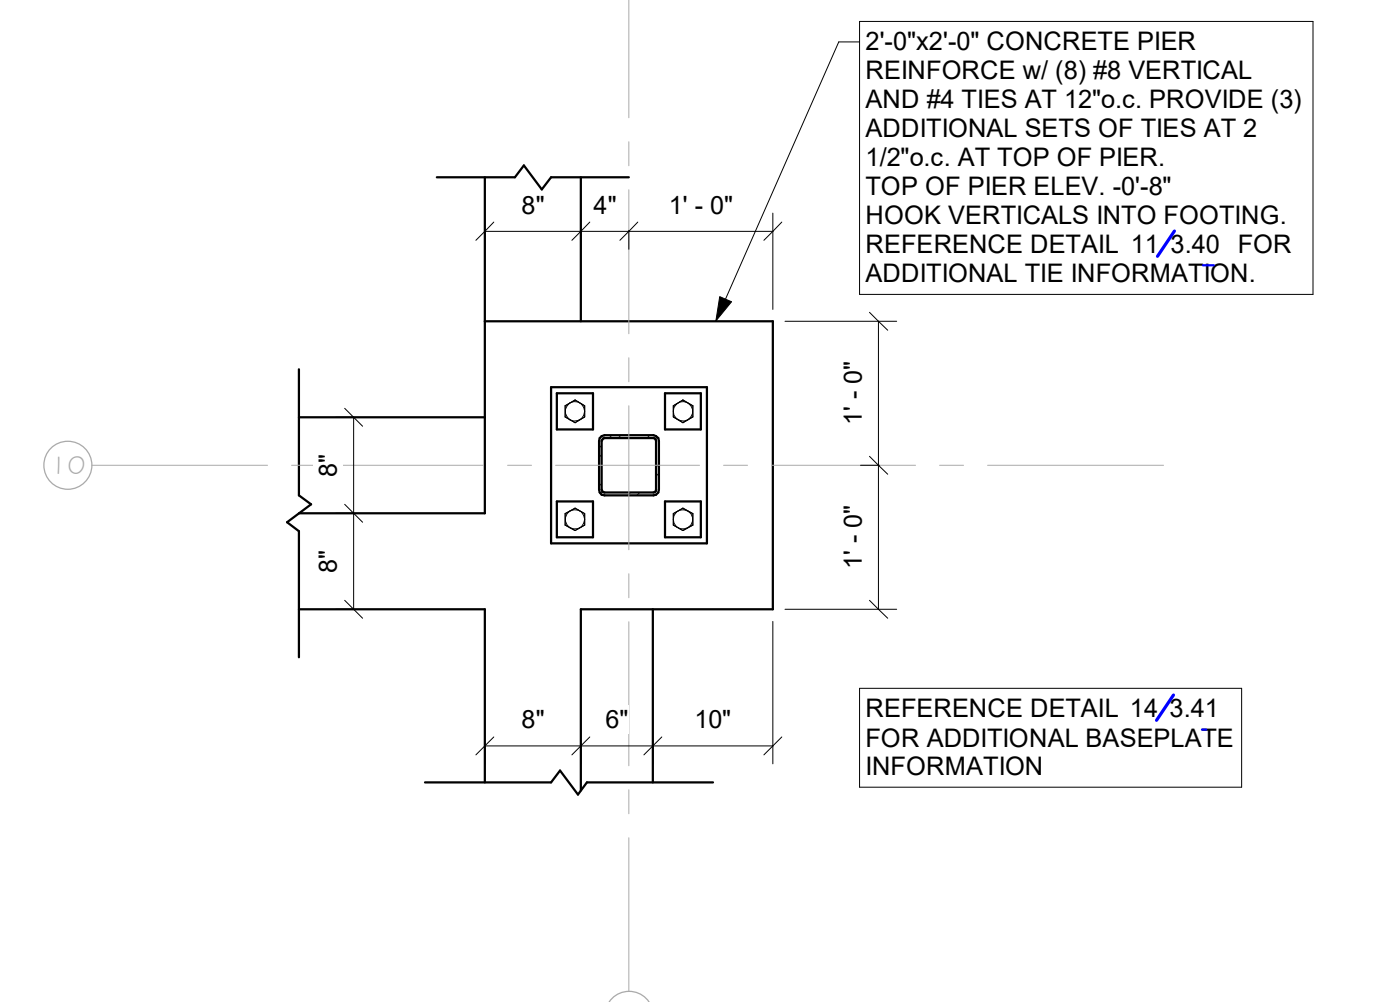 2'-0"x2'-0" CONCRETE PIER
REINFORCE w/ (8) #8 VERTICAL
AND #4 TIES AT 12"o.c. PROVIDE (3)
ADDITIONAL SETS OF TIES AT 2
1/2"o.c. AT TOP OF PIER.
TOP OF PIER ELEV. -0'-8"
HOOK VERTICALS INTO FOOTING.
REFERENCE DETAIL 11/3.40 FOR
ADDITIONAL TIE INFORMATION.
8" 4" 1' - 0"
1' - 0"
10
8"
8"
1' - 0"
8" 6" 10"
REFERENCE DETAIL 14/3.41
FOR ADDITIONAL BASEPLATE
INFORMATION